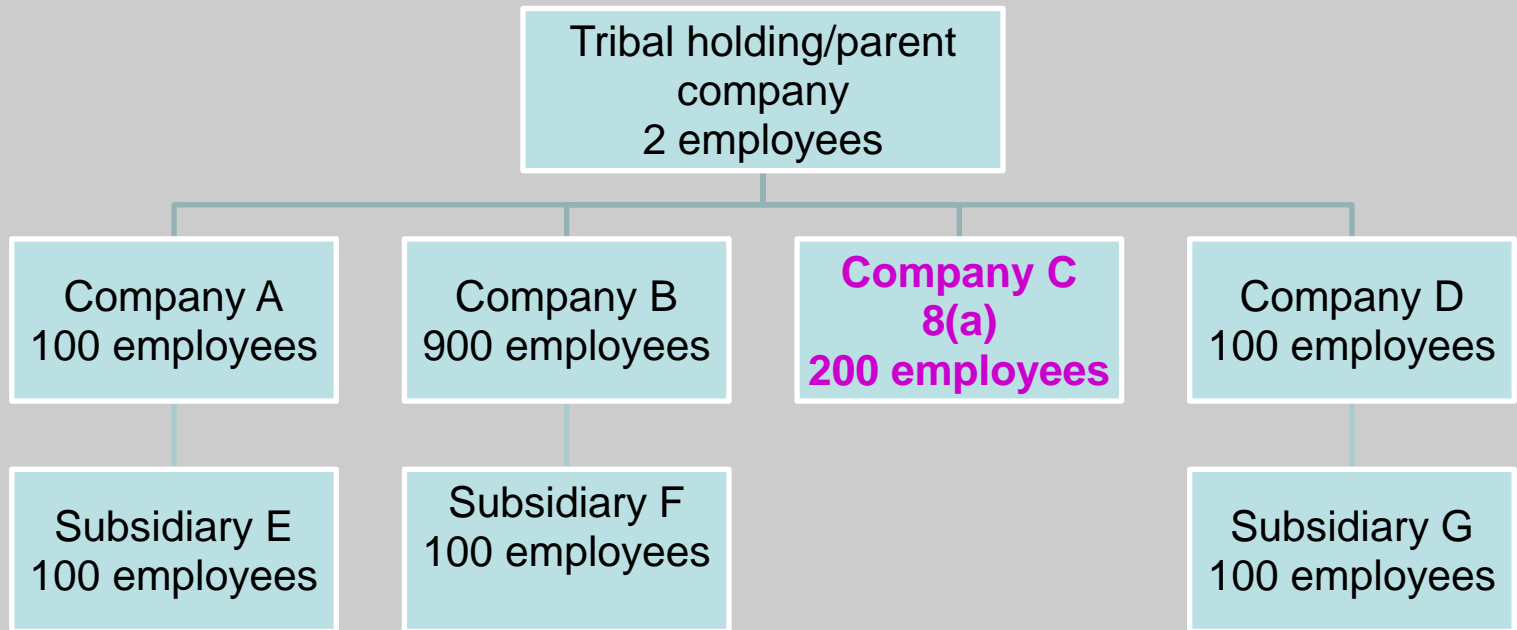 Tribal holding/parent
company
2 employees
Company A
100 employees
Company B
900 employees
Company C
8(a)
200 employees
Company D
100 employees
Subsidiary E
100 employees
Subsidiary F
100 employees
Subsidiary G
100 employees